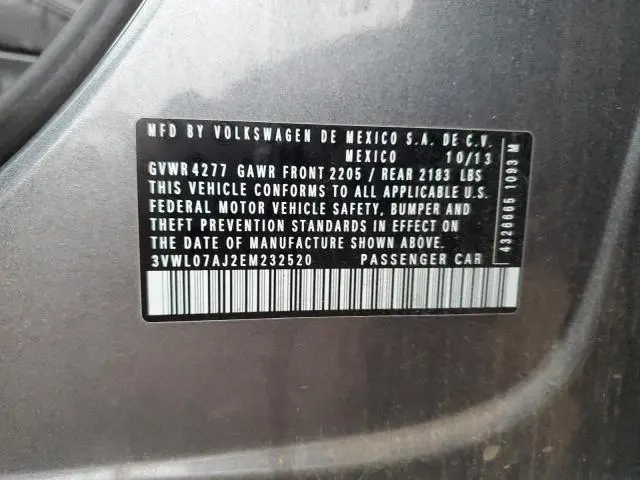 MFD BY VOLKSWAGEN DE MEXICO S.A. DE C.V.
MEXICO 10/13
GVWR 4277 GAWR FRONT 2205 / REAR 2183 LBS
THIS VEHICLE CONFORMS TO ALL APPLICABLE U.S.
FEDERAL MOTOR VEHICLE SAFETY, BUMPER AND
THEFT PREVENTION STANDARDS IN EFFECT ON
THE DATE OF MANUFACTURE SHOWN ABOVE.
3VWL07AJ2EM232520 PASSENGER CAR
4326665 1093 M